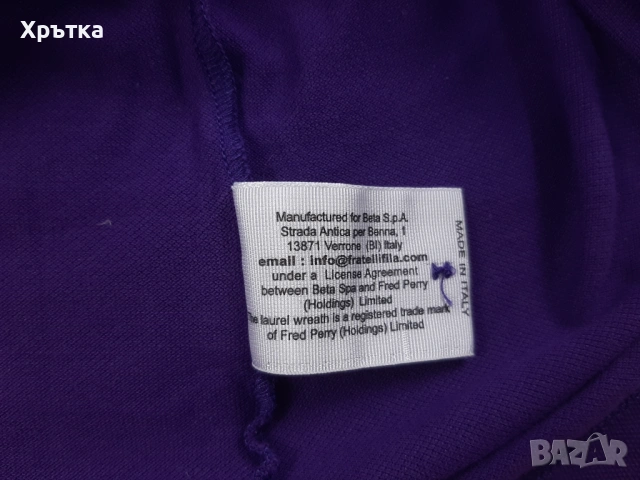 Хрътка
Manufactured for Beta S.p.A.
Strada Antica per Benna, 1
13871 Verrone (BI) Italy
email : info@fratellifila.com
under a License Agreement
between Beta Spa and Fred Perry
(Holdings) Limited
The laurel wreath is a registered trade mark
of Fred Perry (Holdings) Limited
MADE IN ITALY
BAZAR